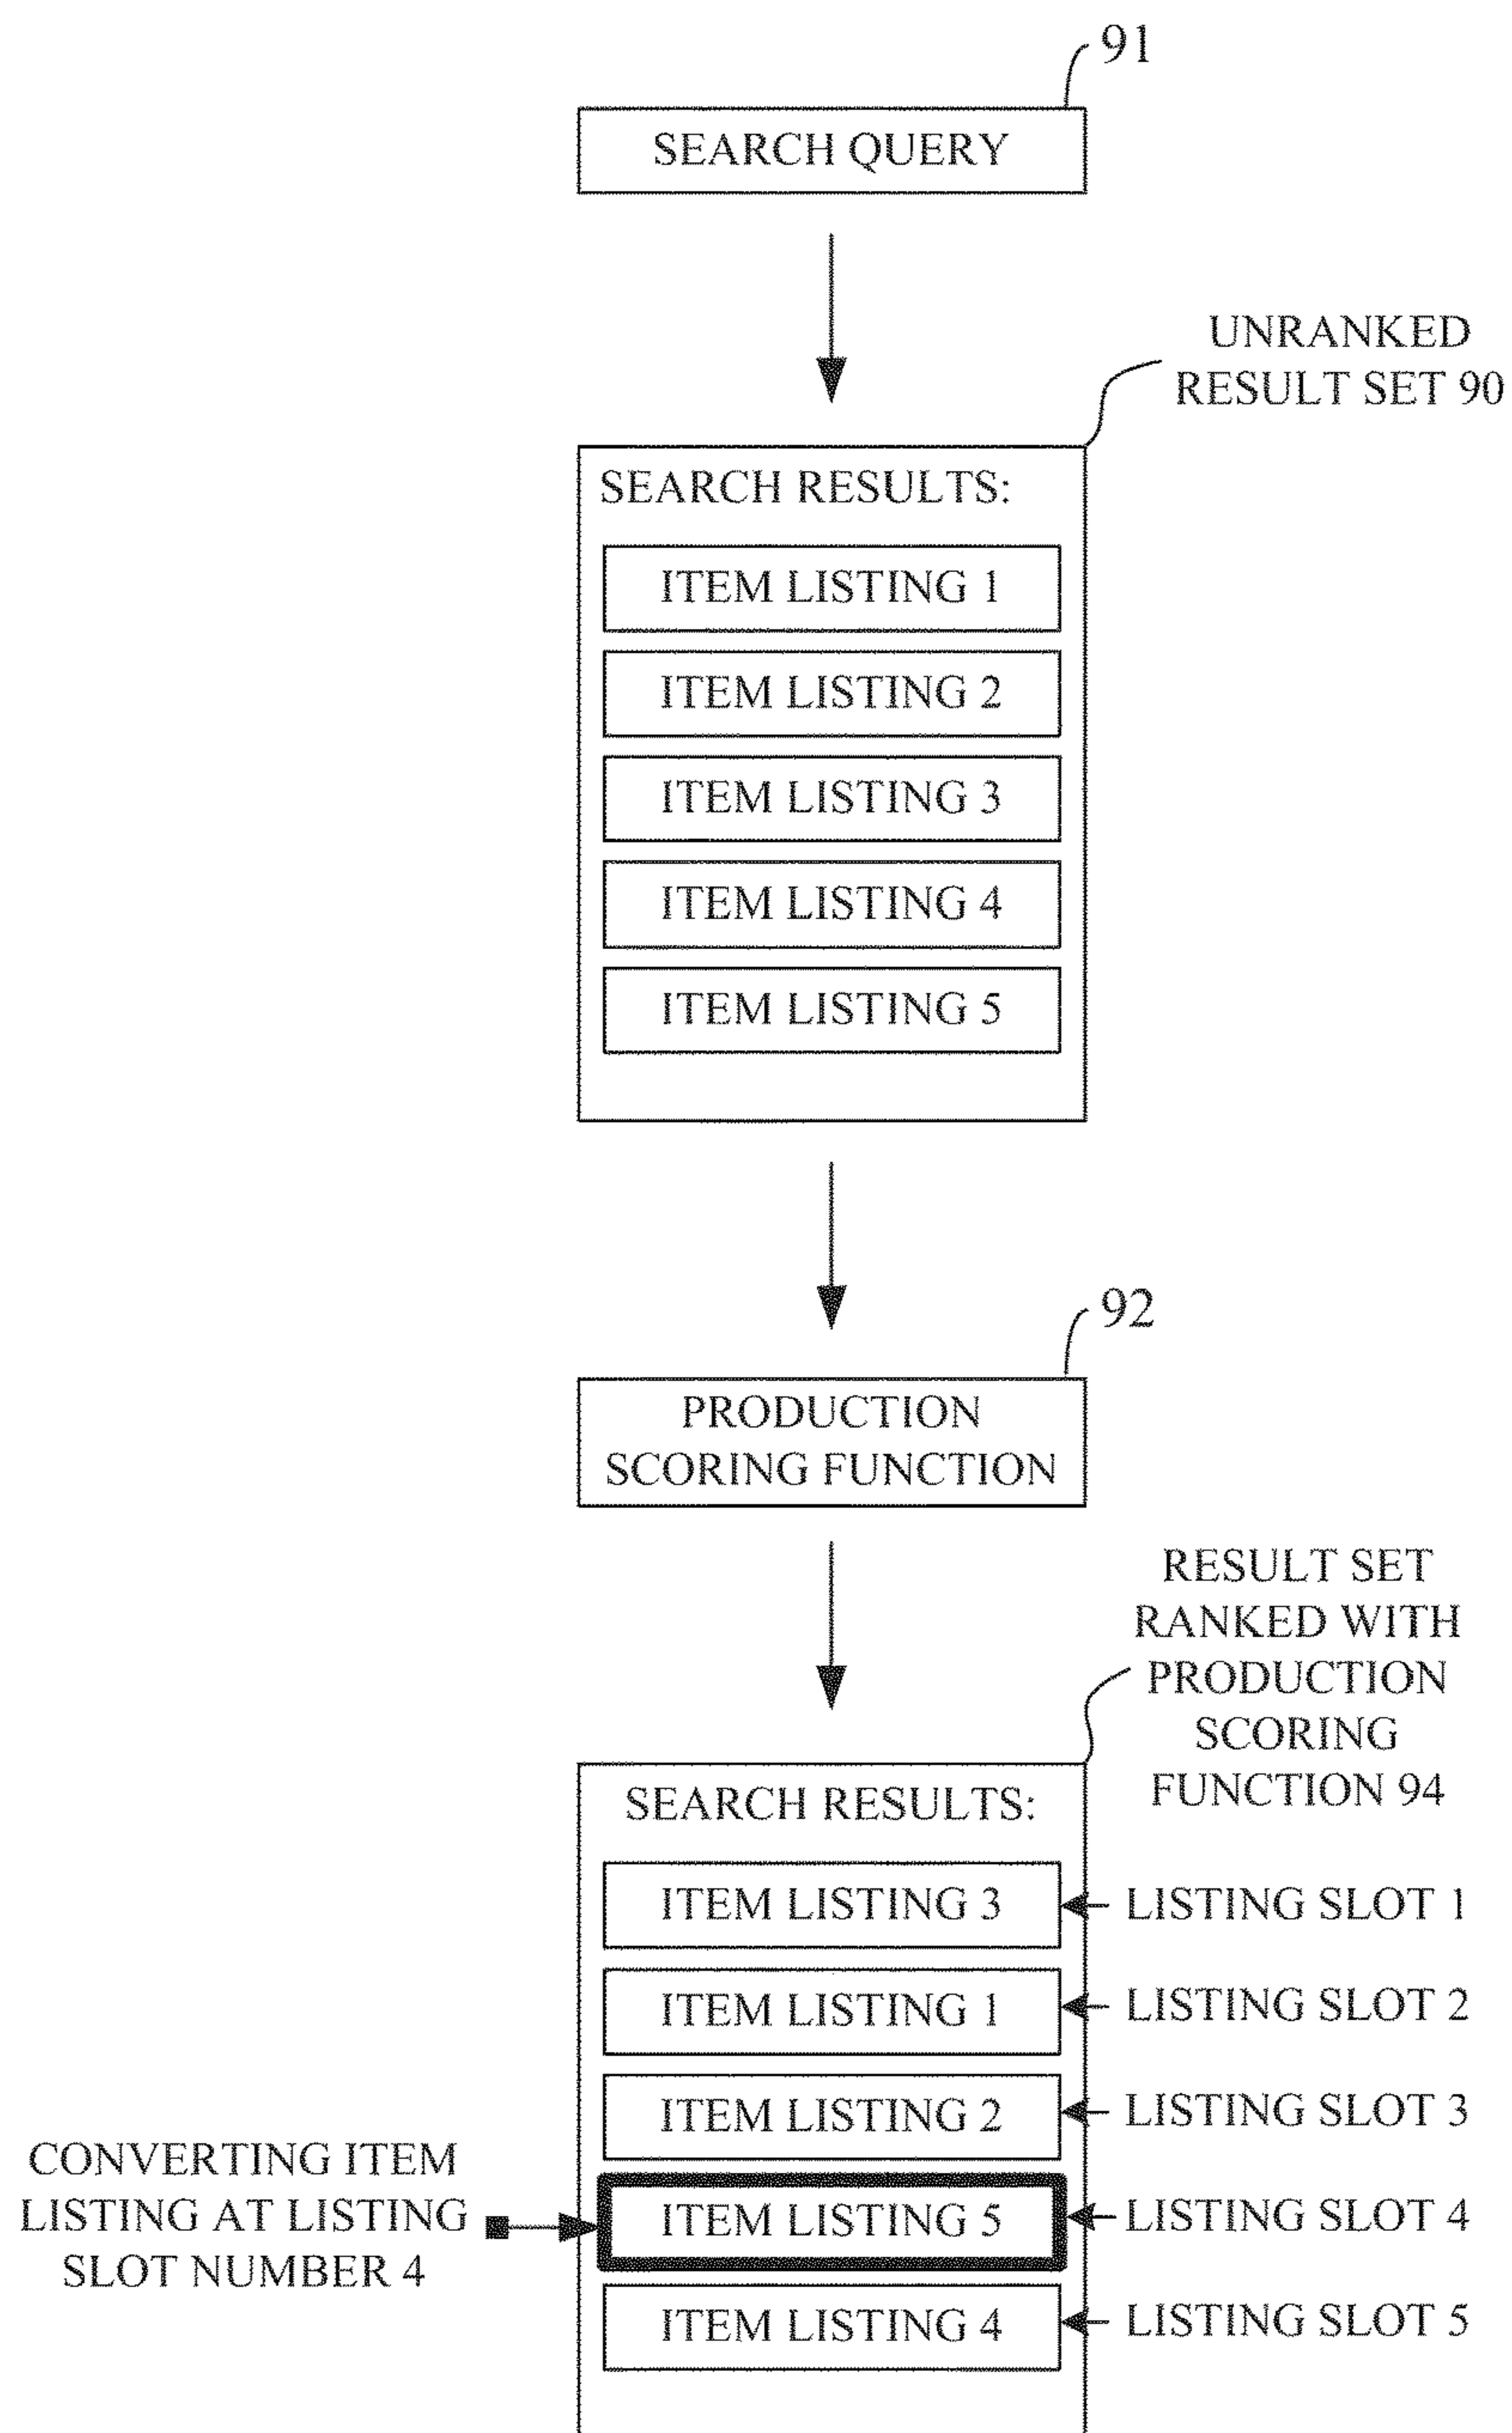 91
SEARCH QUERY
UNRANKED
RESULT SET 90
SEARCH RESULTS:
ITEM LISTING 1
ITEM LISTING 2
ITEM LISTING 3
ITEM LISTING 4
ITEM LISTING 5
92
PRODUCTION
SCORING FUNCTION
RESULT SET
RANKED WITH
PRODUCTION
SCORING
FUNCTION 94
SEARCH RESULTS:
ITEM LISTING 3
LISTING SLOT 1
ITEM LISTING 1
LISTING SLOT 2
ITEM LISTING 2
LISTING SLOT 3
CONVERTING ITEM
LISTING AT LISTING
SLOT NUMBER 4
ITEM LISTING 5
LISTING SLOT 4
ITEM LISTING 4
LISTING SLOT 5